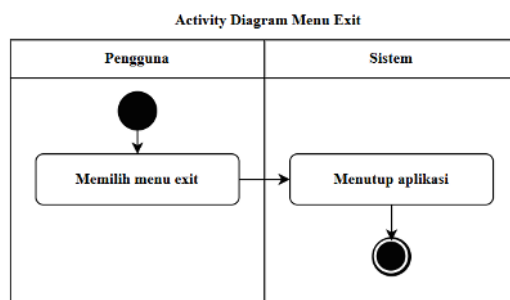 Activity Diagram Menu Exit
Pengguna
Sistem
Memilih menu exit
Menutup aplikasi